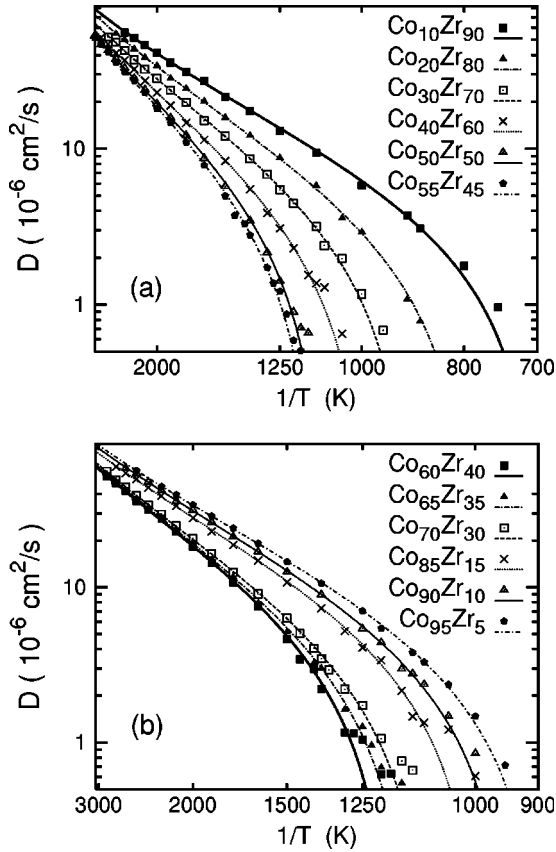 Co10Zr90
Co20Zr80
Co30Zr70
Co40Zr60
Co50Zr50
Co55Zr45
10
1
D ( 10-6 cm2/s )
(a)
2000 1250 1000 800 700
1/T (K)
Co60Zr40
Co65Zr35
Co70Zr30
Co85Zr15
Co90Zr10
Co95Zr5
10
1
D ( 10-6 cm2/s )
(b)
3000 2000 1500 1250 1000 900
1/T (K)